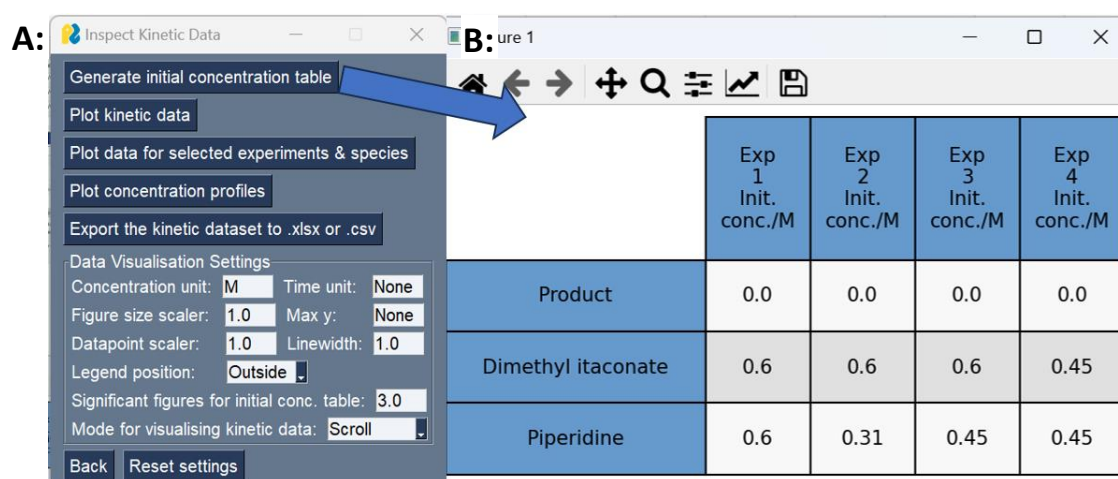 A:
Inspect Kinetic Data
Generate initial concentration table
Plot kinetic data
Plot data for selected experiments & species
Plot concentration profiles
Export the kinetic dataset to .xlsx or .csv
Data Visualisation Settings
Concentration unit: M Time unit: None
Figure size scaler: 1.0 Max y: None
Datapoint scaler: 1.0 Linewidth: 1.0
Legend position: Outside
Significant figures for initial conc. table: 3.0
Mode for visualising kinetic data: Scroll
Back Reset settings
B: ure 1
Exp 1 Init. conc./M Exp 2 Init. conc./M Exp 3 Init. conc./M Exp 4 Init. conc./M
Product 0.0 0.0 0.0 0.0
Dimethyl itaconate 0.6 0.6 0.6 0.45
Piperidine 0.6 0.31 0.45 0.45